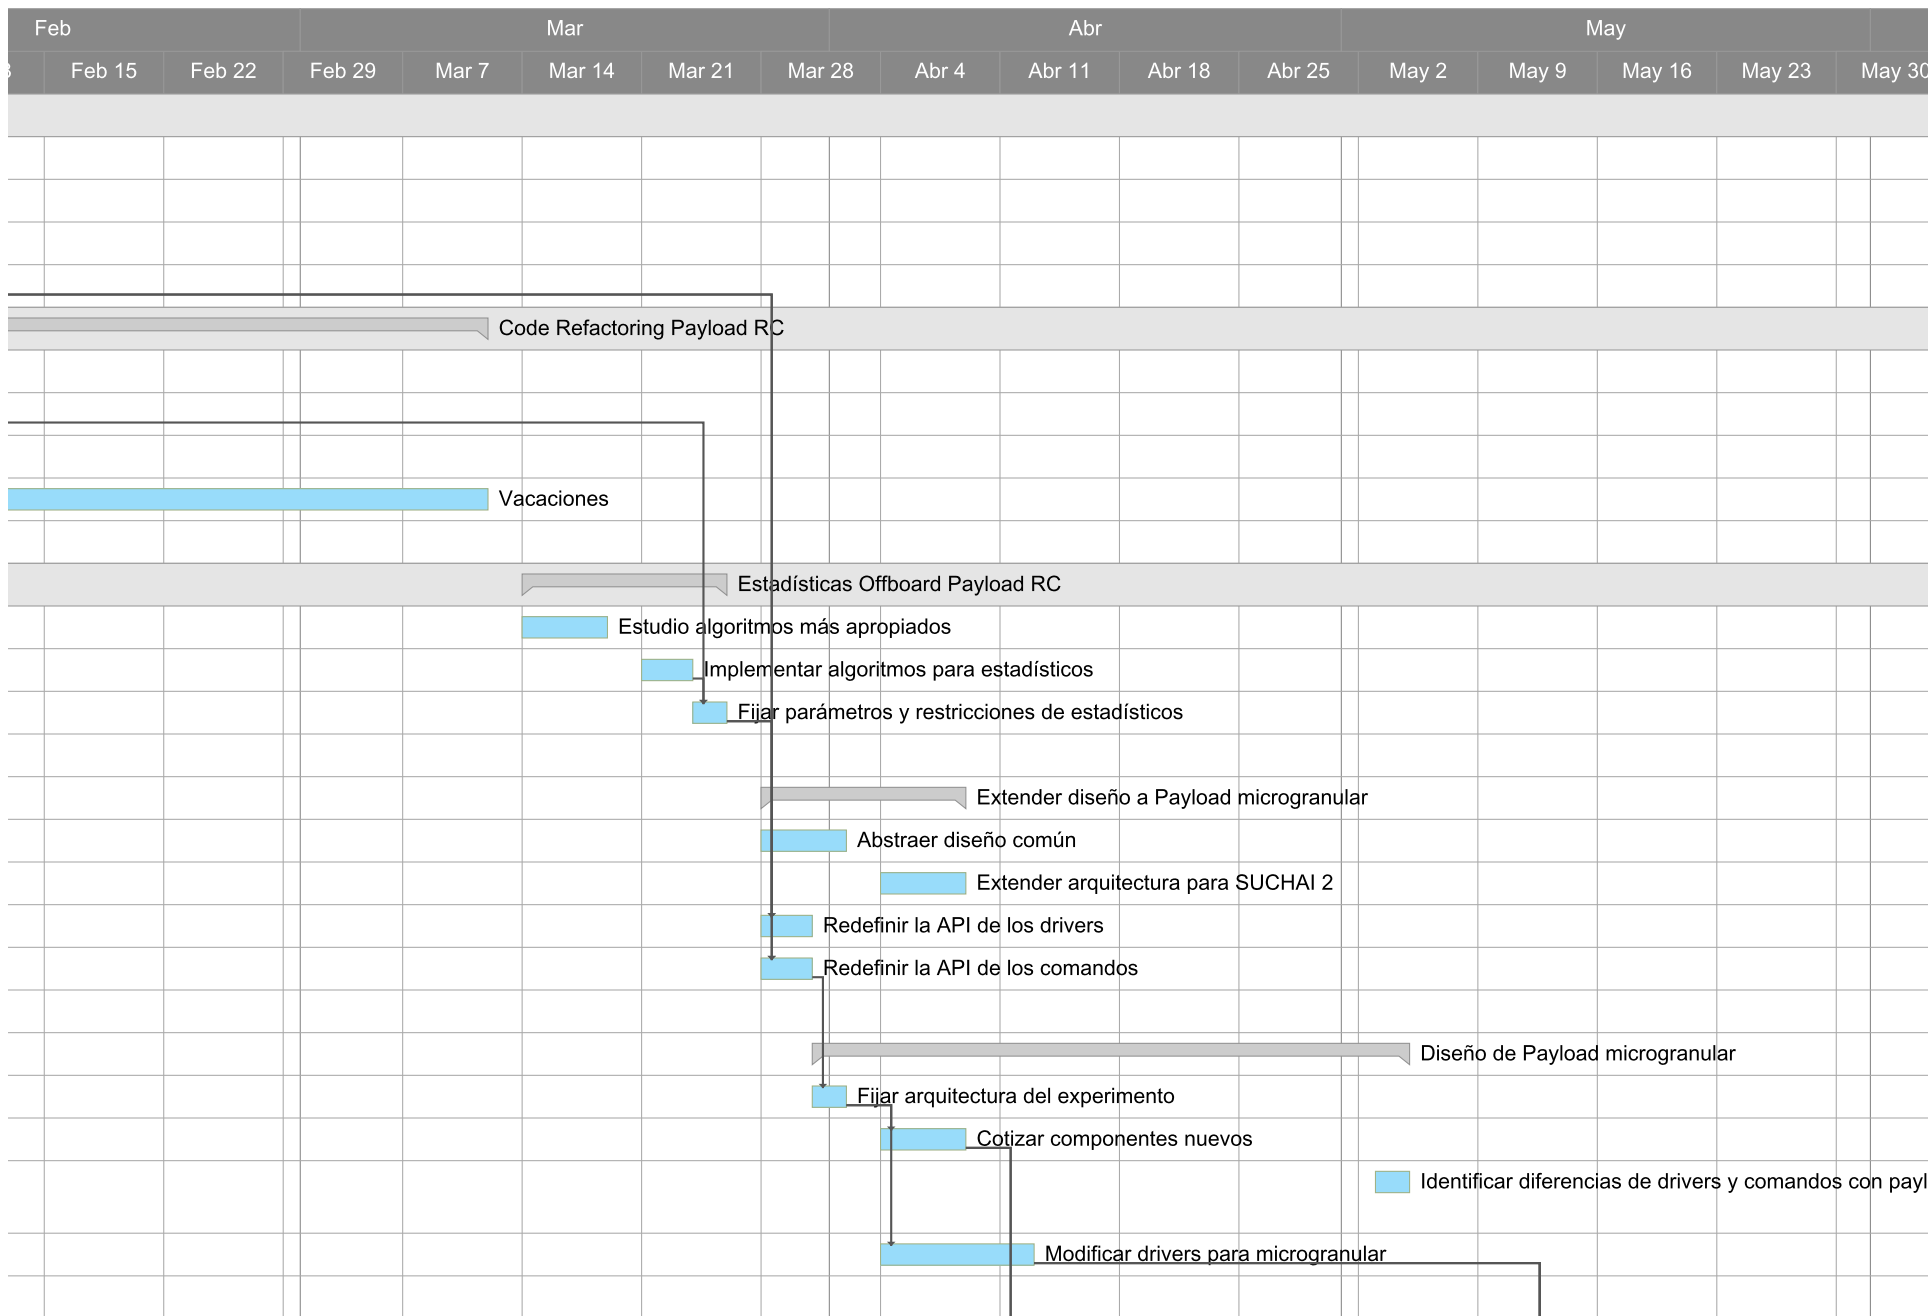 Feb Mar Abr May
Feb 15 Feb 22 Feb 29 Mar 7 Mar 14 Mar 21 Mar 28 Abr 4 Abr 11 Abr 18 Abr 25 May 2 May 9 May 16 May 23 May 30
Code Refactoring Payload RC
Vacaciones
Estadísticas Offboard Payload RC
Estudio algoritmos más apropiados
Implementar algoritmos para estadísticos
Fijar parámetros y restricciones de estadísticos
Extender diseño a Payload microgranular
Abstraer diseño común
Extender arquitectura para SUCHAI 2
Redefinir la API de los drivers
Redefinir la API de los comandos
Diseño de Payload microgranular
Fijar arquitectura del experimento
Cotizar componentes nuevos
Identificar diferencias de drivers y comandos con payl
Modificar drivers para microgranular